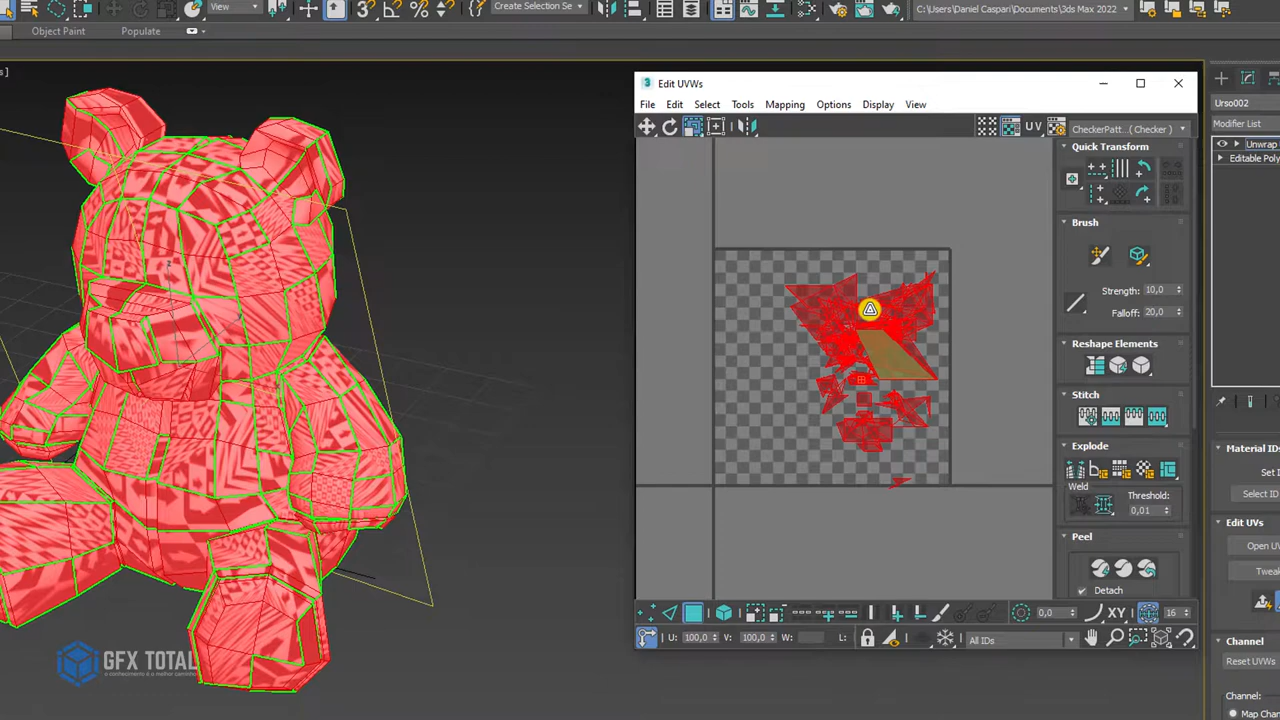 View
Create Selection Se
C:\Users\Daniel Caspari\Documents\3ds Max 2022
Object Paint
Populate
s ]
3 Edit UVWs
File Edit Select Tools Mapping Options Display View
UV
CheckerPatt...( Checker )
Quick Transform
Brush
Strength: 10,0
Falloff: 20,0
Reshape Elements
Stitch
Explode
Weld
Threshold:
0,01
Peel
Detach
0,0
XY
16
U: 100,0 V: 100,0 W: L:
All IDs
Urso002
Modifier List
Unwrap
Editable Poly
Material IDs
Set
Select ID
Edit UVs
Open UV
Tweak
Channel
Reset UVWs
Channel:
Map Chan
GFX TOTAL
o conhecimento é o melhor caminho